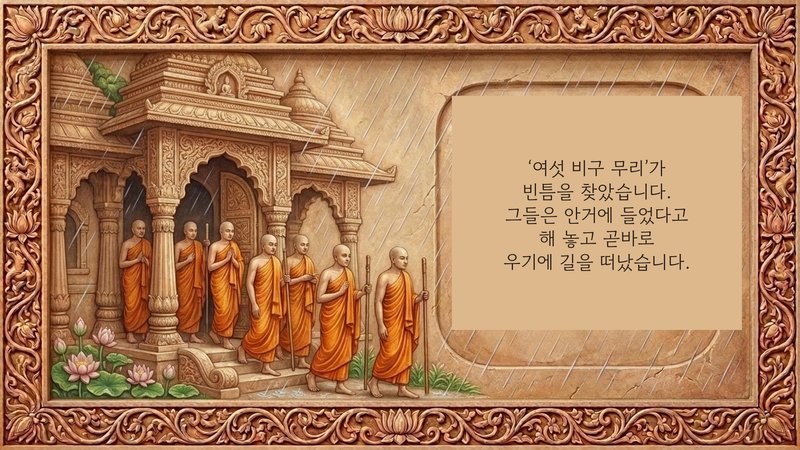 ‘여섯 비구 무리’가
빈틈을 찾았습니다.
그들은 안거에 들었다고
해 놓고 곧바로
우기에 길을 떠났습니다.